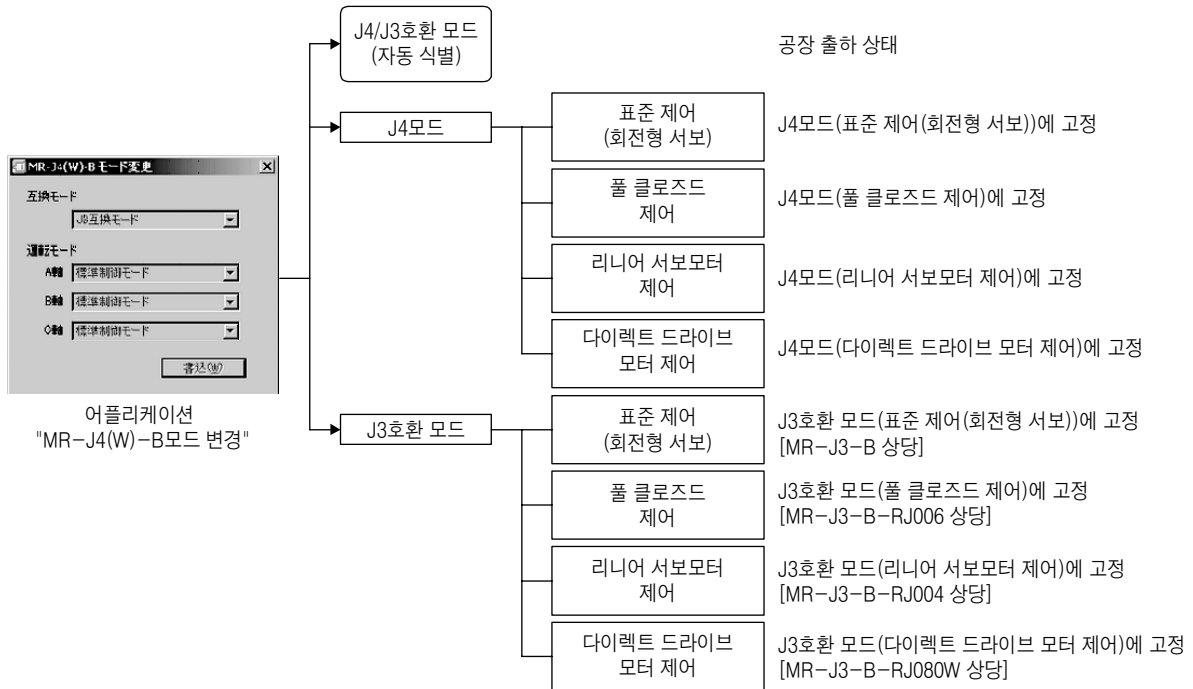 J4/J3호환 모드
(자동 식별)
공장 출하 상태
J4모드
표준 제어
(회전형 서보)
J4모드(표준 제어(회전형 서보))에 고정
풀 클로즈드
제어
J4모드(풀 클로즈드 제어)에 고정
리니어 서보모터
제어
J4모드(리니어 서보모터 제어)에 고정
다이렉트 드라이브
모터 제어
J4모드(다이렉트 드라이브 모터 제어)에 고정
MR-J4(W)-Bモード変更
互換モード
J3互換モード
運転モード
A軸 標準制御モード
B軸 標準制御モード
C軸 標準制御モード
書込(W)
어플리케이션
"MR-J4(W)-B모드 변경"
J3호환 모드
표준 제어
(회전형 서보)
J3호환 모드(표준 제어(회전형 서보))에 고정
[MR-J3-B 상당]
풀 클로즈드
제어
J3호환 모드(풀 클로즈드 제어)에 고정
[MR-J3-B-RJ006 상당]
리니어 서보모터
제어
J3호환 모드(리니어 서보모터 제어)에 고정
[MR-J3-B-RJ004 상당]
다이렉트 드라이브
모터 제어
J3호환 모드(다이렉트 드라이브 모터 제어)에 고정
[MR-J3-B-RJ080W 상당]